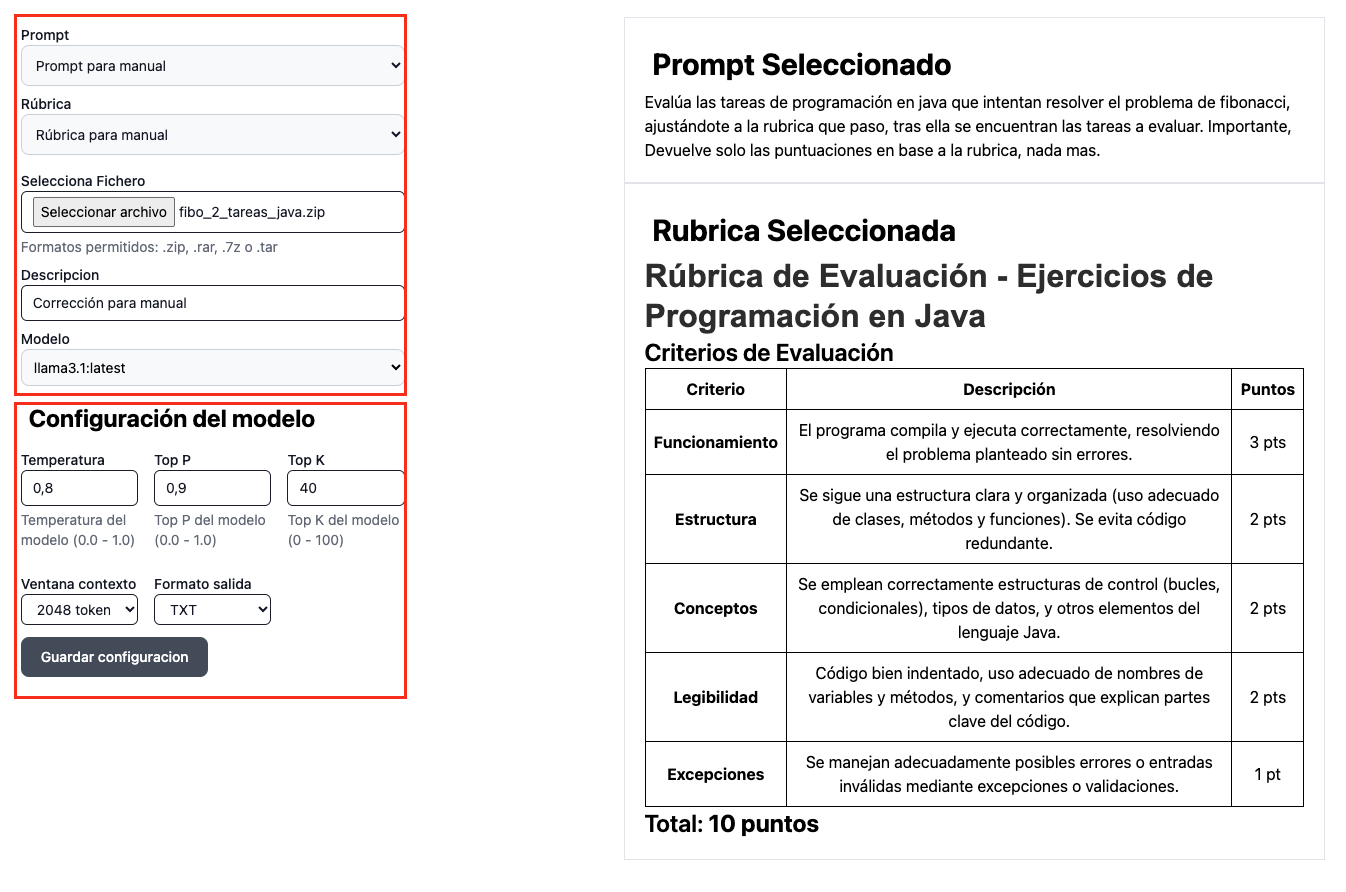 Prompt
Prompt para manual
Rúbrica
Rúbrica para manual
Selecciona Fichero
Seleccionar archivo fibo_2_tareas_java.zip
Formatos permitidos: .zip, .rar, .7z o .tar
Descripcion
Corrección para manual
Modelo
llama3.1:latest
Configuración del modelo
Temperatura Top P Top K
0,8 0,9 40
Temperatura del Top P del modelo Top K del modelo
modelo (0.0 - 1.0) (0.0 - 1.0) (0 - 100)
Ventana contexto Formato salida
2048 token TXT
Guardar configuracion
Prompt Seleccionado
Evalúa las tareas de programación en java que intentan resolver el problema de fibonacci,
ajustándote a la rubrica que paso, tras ella se encuentran las tareas a evaluar. Importante,
Devuelve solo las puntuaciones en base a la rubrica, nada mas.
Rubrica Seleccionada
Rúbrica de Evaluación - Ejercicios de
Programación en Java
Criterios de Evaluación
Criterio Descripción Puntos
Funcionamiento El programa compila y ejecuta correctamente, resolviendo
el problema planteado sin errores. 3 pts
Estructura Se sigue una estructura clara y organizada (uso adecuado
de clases, métodos y funciones). Se evita código
redundante. 2 pts
Conceptos Se emplean correctamente estructuras de control (bucles,
condicionales), tipos de datos, y otros elementos del
lenguaje Java. 2 pts
Legibilidad Código bien indentado, uso adecuado de nombres de
variables y métodos, y comentarios que explican partes
clave del código. 2 pts
Excepciones Se manejan adecuadamente posibles errores o entradas
inválidas mediante excepciones o validaciones. 1 pt
Total: 10 puntos